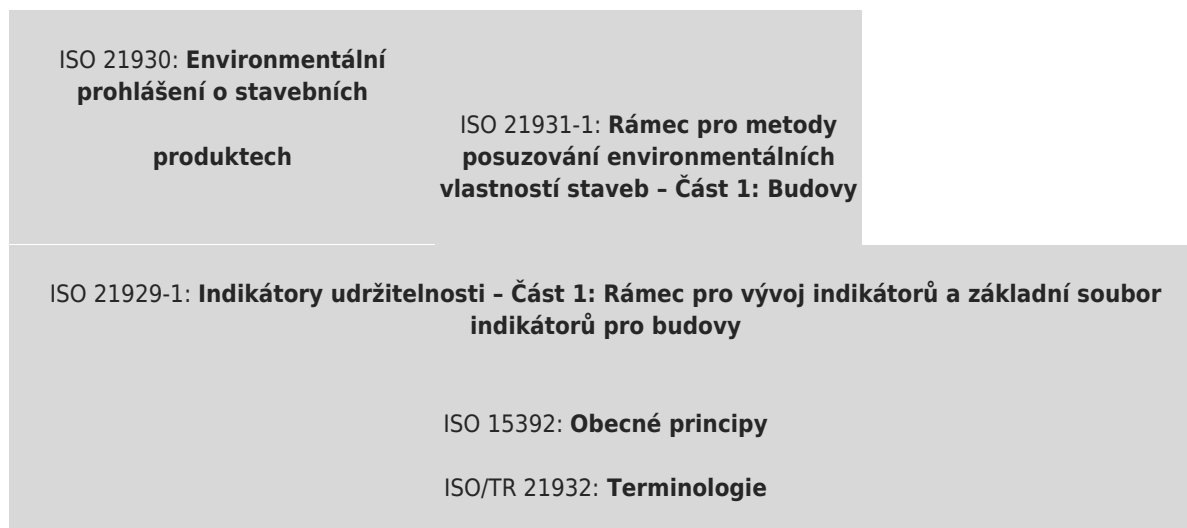 ISO 21930: Environmentální
prohlášení o stavebních
produktech
ISO 21931-1: Rámec pro metody
posuzování environmentálních
vlastností staveb – Část 1: Budovy
ISO 21929-1: Indikátory udržitelnosti – Část 1: Rámec pro vývoj indikátorů a základní soubor
indikátorů pro budovy
ISO 15392: Obecné principy
ISO/TR 21932: Terminologie